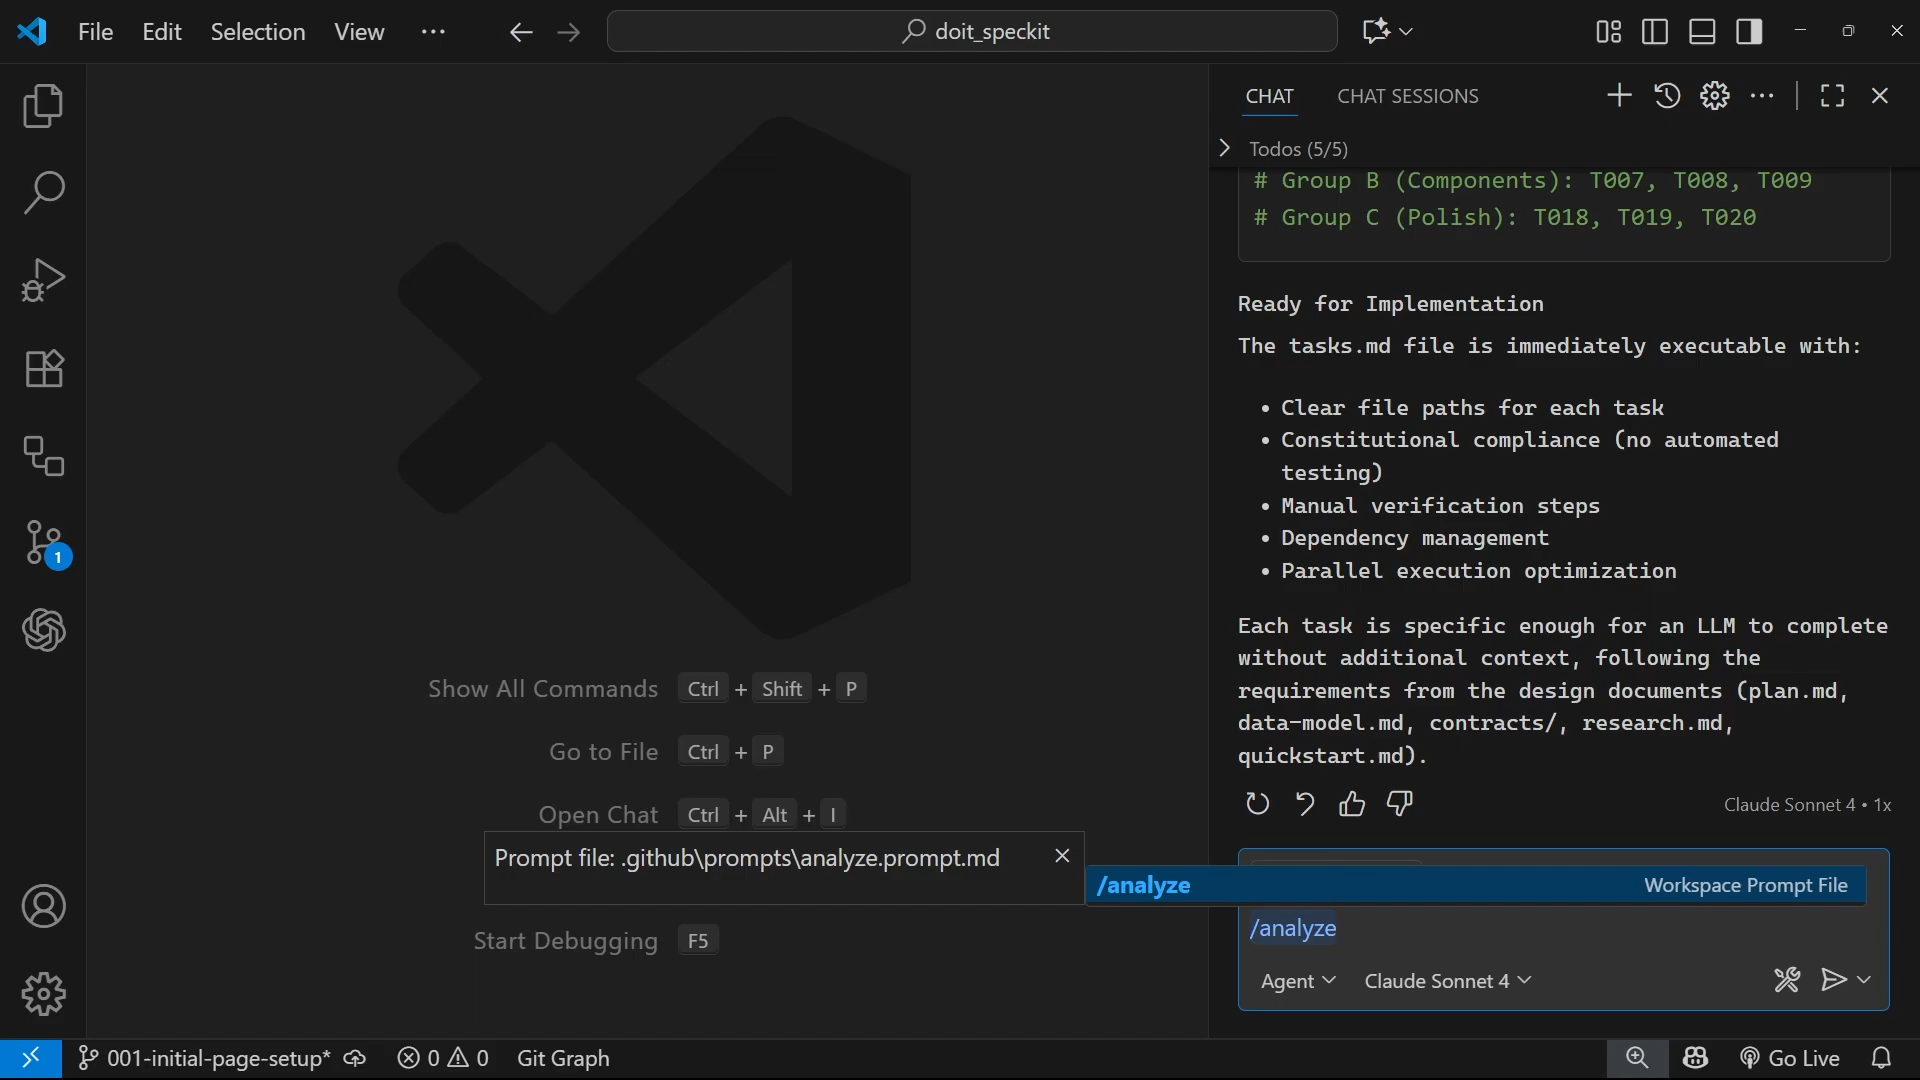 File Edit Selection View ··· doit_speckit
CHAT CHAT SESSIONS
Todos (5/5)
# Group B (Components): T007, T008, T009
# Group C (Polish): T018, T019, T020
Ready for Implementation
The tasks.md file is immediately executable with:
• Clear file paths for each task
• Constitutional compliance (no automated
testing)
• Manual verification steps
• Dependency management
• Parallel execution optimization
Each task is specific enough for an LLM to complete
without additional context, following the
requirements from the design documents (plan.md,
data-model.md, contracts/, research.md,
quickstart.md).
Claude Sonnet 4 • 1x
Show All Commands Ctrl + Shift + P
Go to File Ctrl + P
Open Chat Ctrl + Alt + I
Prompt file: .github\prompts\analyze.prompt.md
/analyze Workspace Prompt File
/analyze
Start Debugging F5
Agent Claude Sonnet 4
1
001-initial-page-setup* 0 0 Git Graph Go Live